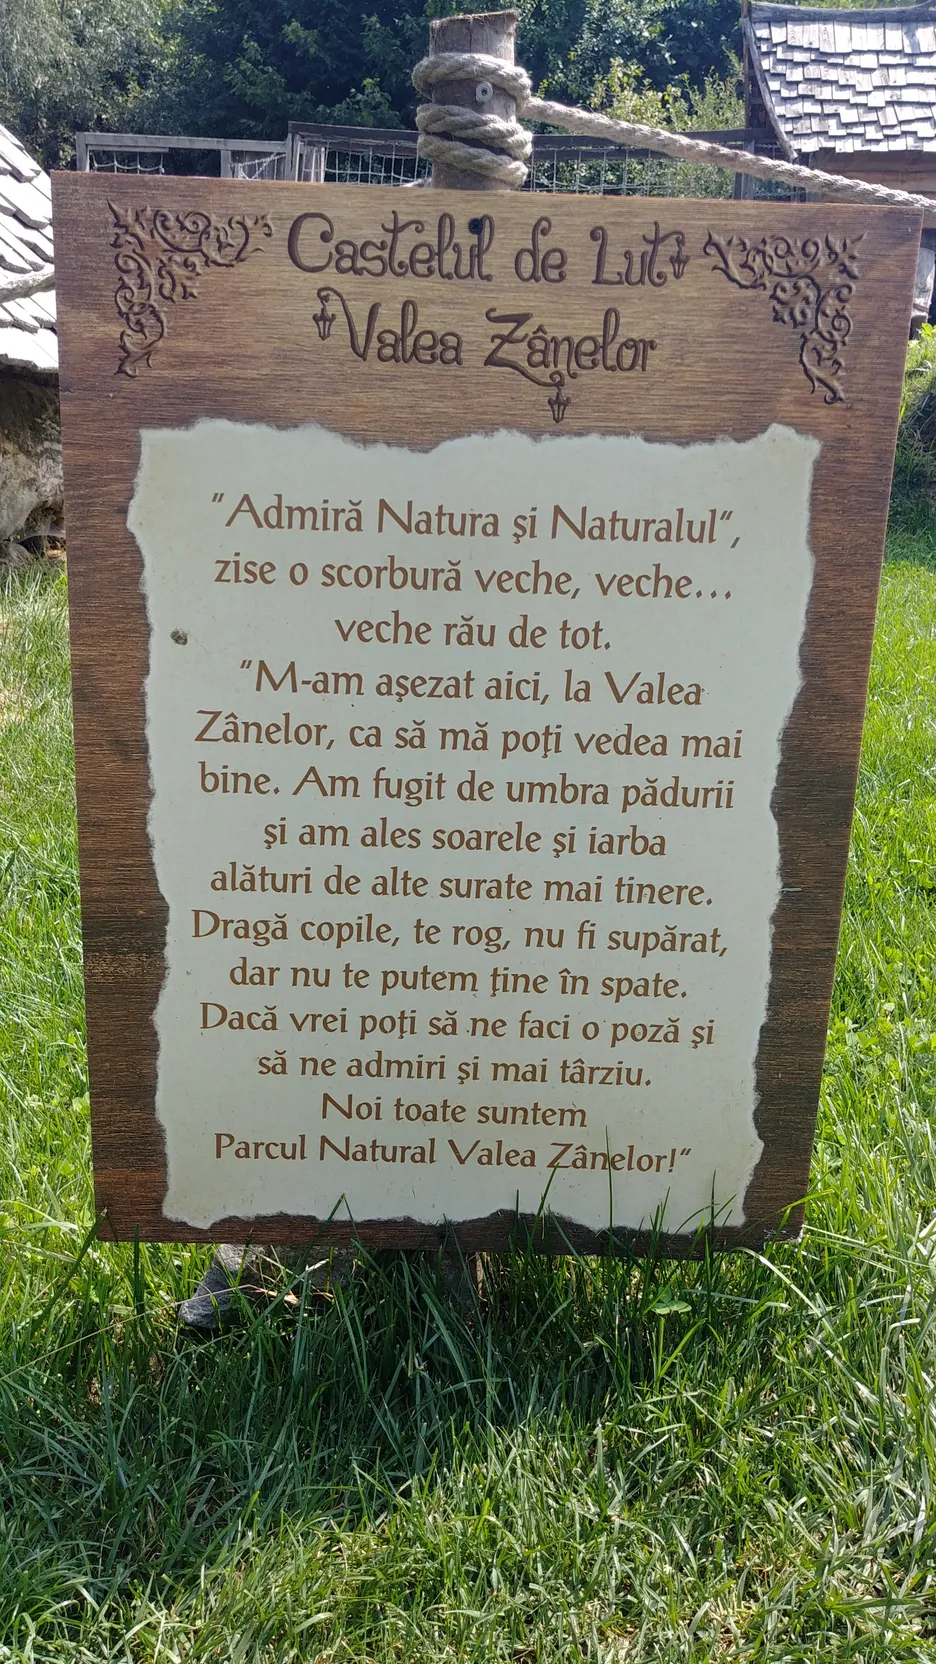 Castelul de Lut
Valea Zânelor
"Admiră Natura şi Naturalul",
zise o scorbură veche, veche...
veche rău de tot.
"M-am aşezat aici, la Valea
Zânelor, ca să mă poţi vedea mai
bine. Am fugit de umbra pădurii
şi am ales soarele şi iarba
alături de alte surate mai tinere.
Dragă copile, te rog, nu fi supărat,
dar nu te putem ţine în spate.
Dacă vrei poţi să ne faci o poză şi
să ne admiri şi mai târziu.
Noi toate suntem
Parcul Natural Valea Zânelor!"